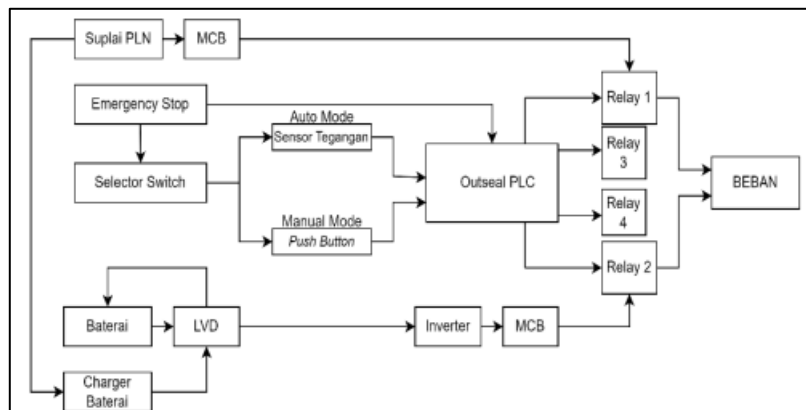 Suplai PLN
MCB
Emergency Stop
Auto Mode
Sensor Tegangan
Selector Switch
Manual Mode
Push Button
Outseal PLC
Relay 1
Relay
3
Relay
4
Relay 2
BEBAN
Baterai
LVD
Inverter
MCB
Charger
Baterai